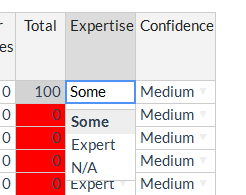 r Total Expertise Confidence
es
0 100 Some Medium
0 0 Some Medium
0 0 Expert Medium
0 0 N/A Medium
0 0 Expert Medium